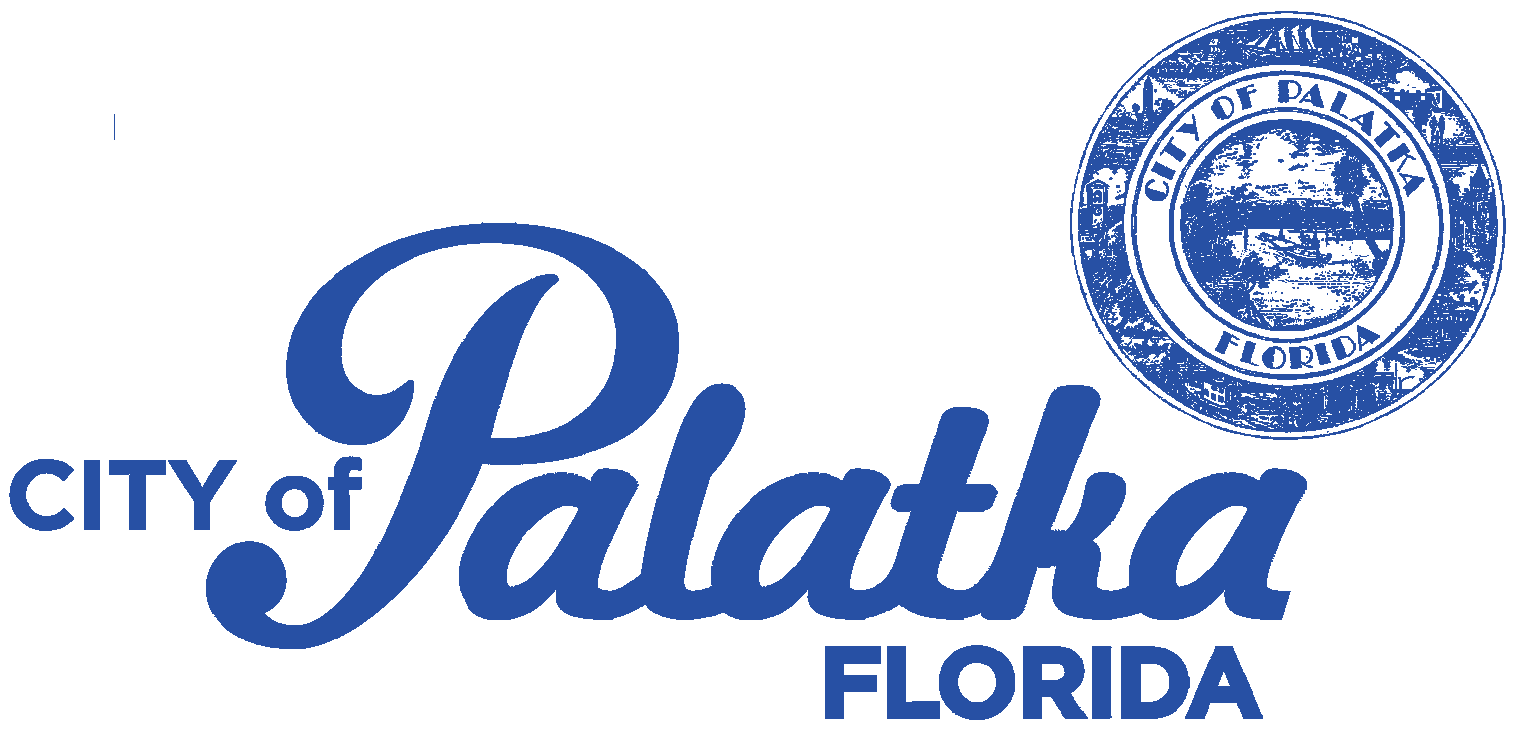 CITY OF PALATKA
FLORIDA
CITY of Palatka
FLORIDA